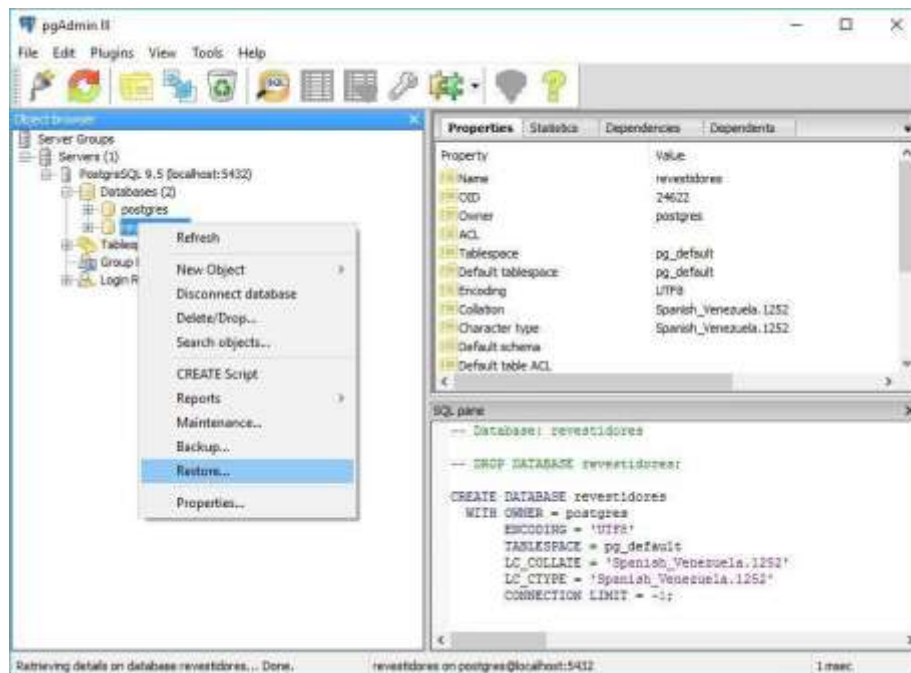 pgAdmin III
File Edit Plugins View Tools Help
SQL
Object browser
Server Groups
Servers (1)
PostgreSQL 9.5 (localhost:5432)
Databases (2)
postgres
Tables
Group
Login R
Refresh
New Object
Disconnect database
Delete/Drop...
Search objects...
CREATE Script
Reports
Maintenance...
Backup...
Restore...
Properties...
Properties Statistics Dependencies Dependents
Property Value
Name revestidores
OID 24622
Owner postgres
ACL
Tablespace pg_default
Default tablespace pg_default
Encoding UTF8
Collation Spanish_Venezuela.1252
Character type Spanish_Venezuela.1252
Default schema
Default table ACL
SQL pane
-- Database: revestidores
-- DROP DATABASE revestidores;
CREATE DATABASE revestidores
WITH OWNER = postgres
ENCODING = 'UTF8'
TABLESPACE = pg_default
LC_COLLATE = 'Spanish_Venezuela.1252'
LC_CTYPE = 'Spanish_Venezuela.1252'
CONNECTION LIMIT = -1;
Retrieving details on database revestidores... Done.
revestidores on postgres@localhost:5432
1 msec